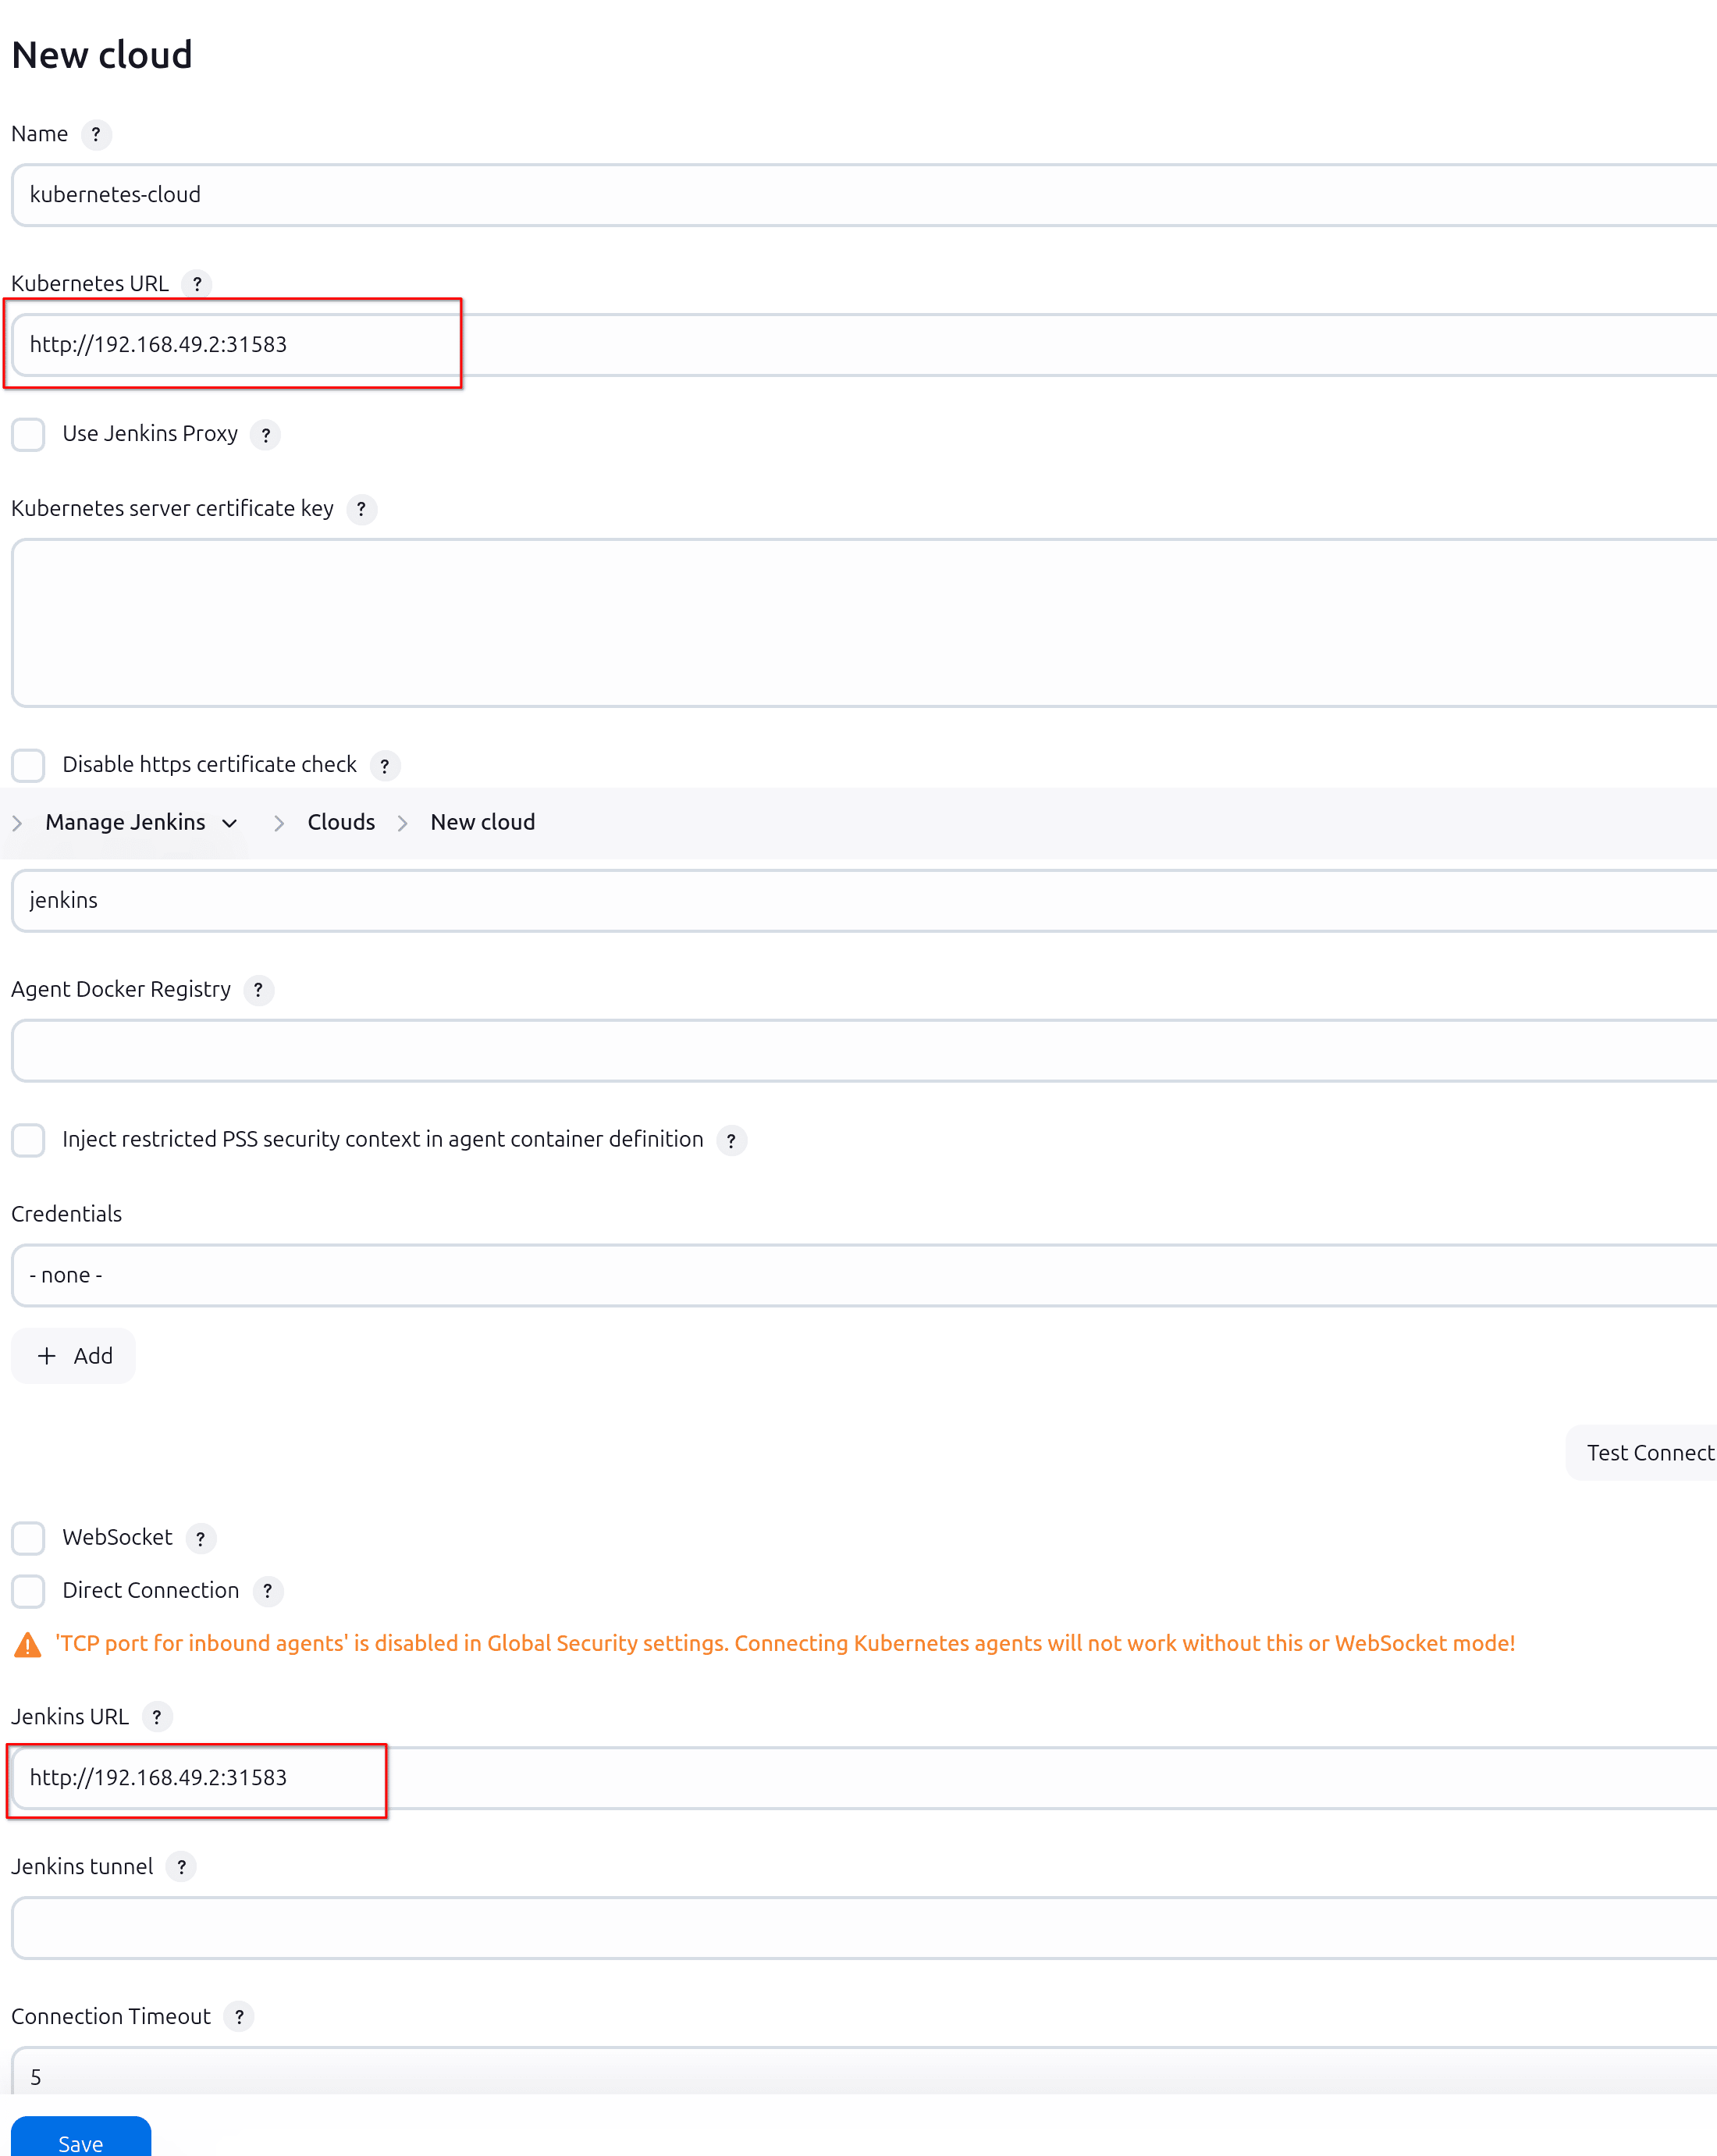 New cloud
Name ?
kubernetes-cloud
Kubernetes URL ?
http://192.168.49.2:31583
Use Jenkins Proxy ?
Kubernetes server certificate key ?
Disable https certificate check ?
Manage Jenkins Clouds New cloud
jenkins
Agent Docker Registry ?
Inject restricted PSS security context in agent container definition ?
Credentials
- none -
+ Add
Test Connect
WebSocket ?
Direct Connection ?
'TCP port for inbound agents' is disabled in Global Security settings. Connecting Kubernetes agents will not work without this or WebSocket mode!
Jenkins URL ?
http://192.168.49.2:31583
Jenkins tunnel ?
Connection Timeout ?
5
Save